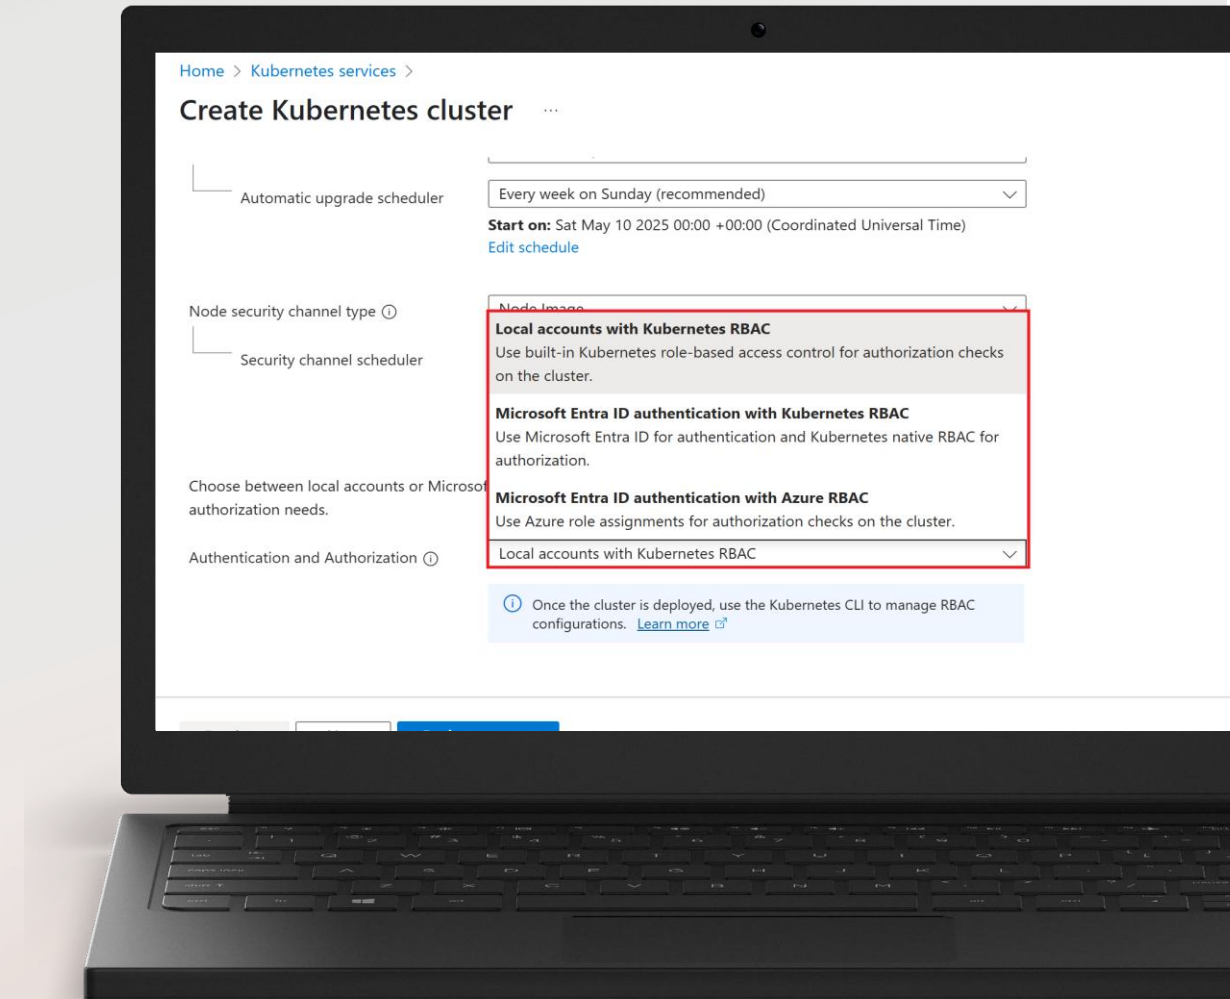 Home > Kubernetes services >
Create Kubernetes cluster ...
Automatic upgrade scheduler
Every week on Sunday (recommended)
Start on: Sat May 10 2025 00:00 +00:00 (Coordinated Universal Time)
Edit schedule
Node security channel type
Node Image
Security channel scheduler
Local accounts with Kubernetes RBAC
Use built-in Kubernetes role-based access control for authorization checks
on the cluster.
Microsoft Entra ID authentication with Kubernetes RBAC
Use Microsoft Entra ID for authentication and Kubernetes native RBAC for
authorization.
Microsoft Entra ID authentication with Azure RBAC
Use Azure role assignments for authorization checks on the cluster.
Choose between local accounts or
authorization needs.
Authentication and Authorization
Local accounts with Kubernetes RBAC
Once the cluster is deployed, use the Kubernetes CLI to manage RBAC
configurations. Learn more